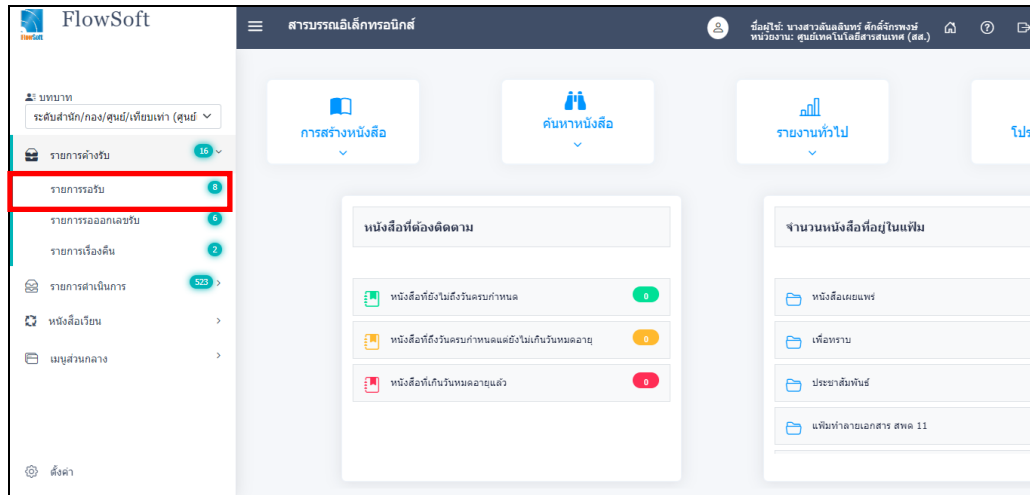 FlowSoft
FlowSoft
สารบรรณอิเล็กทรอนิกส์
ชื่อผู้ใช้: นางสาวลันลลินทร์ ศักดิ์จักรพงษ์
หน่วยงาน: ศูนย์เทคโนโลยีสารสนเทศ (สส.)
บทบาท
ระดับสำนัก/กอง/ศูนย์/เทียบเท่า (ศูนย์
รายการค้างรับ 16
รายการรอรับ 8
รายการรอออกเลขรับ 6
รายการเรื่องคืน 2
รายการดำเนินการ 523
หนังสือเวียน
เมนูส่วนกลาง
ตั้งค่า
การสร้างหนังสือ
ค้นหาหนังสือ
รายงานทั่วไป
หนังสือที่ต้องติดตาม
หนังสือที่ยังไม่ถึงวันครบกำหนด 0
หนังสือที่ถึงวันครบกำหนดแต่ยังไม่เกินวันหมดอายุ 0
หนังสือที่เกินวันหมดอายุแล้ว 0
จำนวนหนังสือที่อยู่ในแฟ้ม
หนังสือเผยแพร่
เพื่อทราบ
ประชาสัมพันธ์
แฟ้มทำลายเอกสาร สพด 11